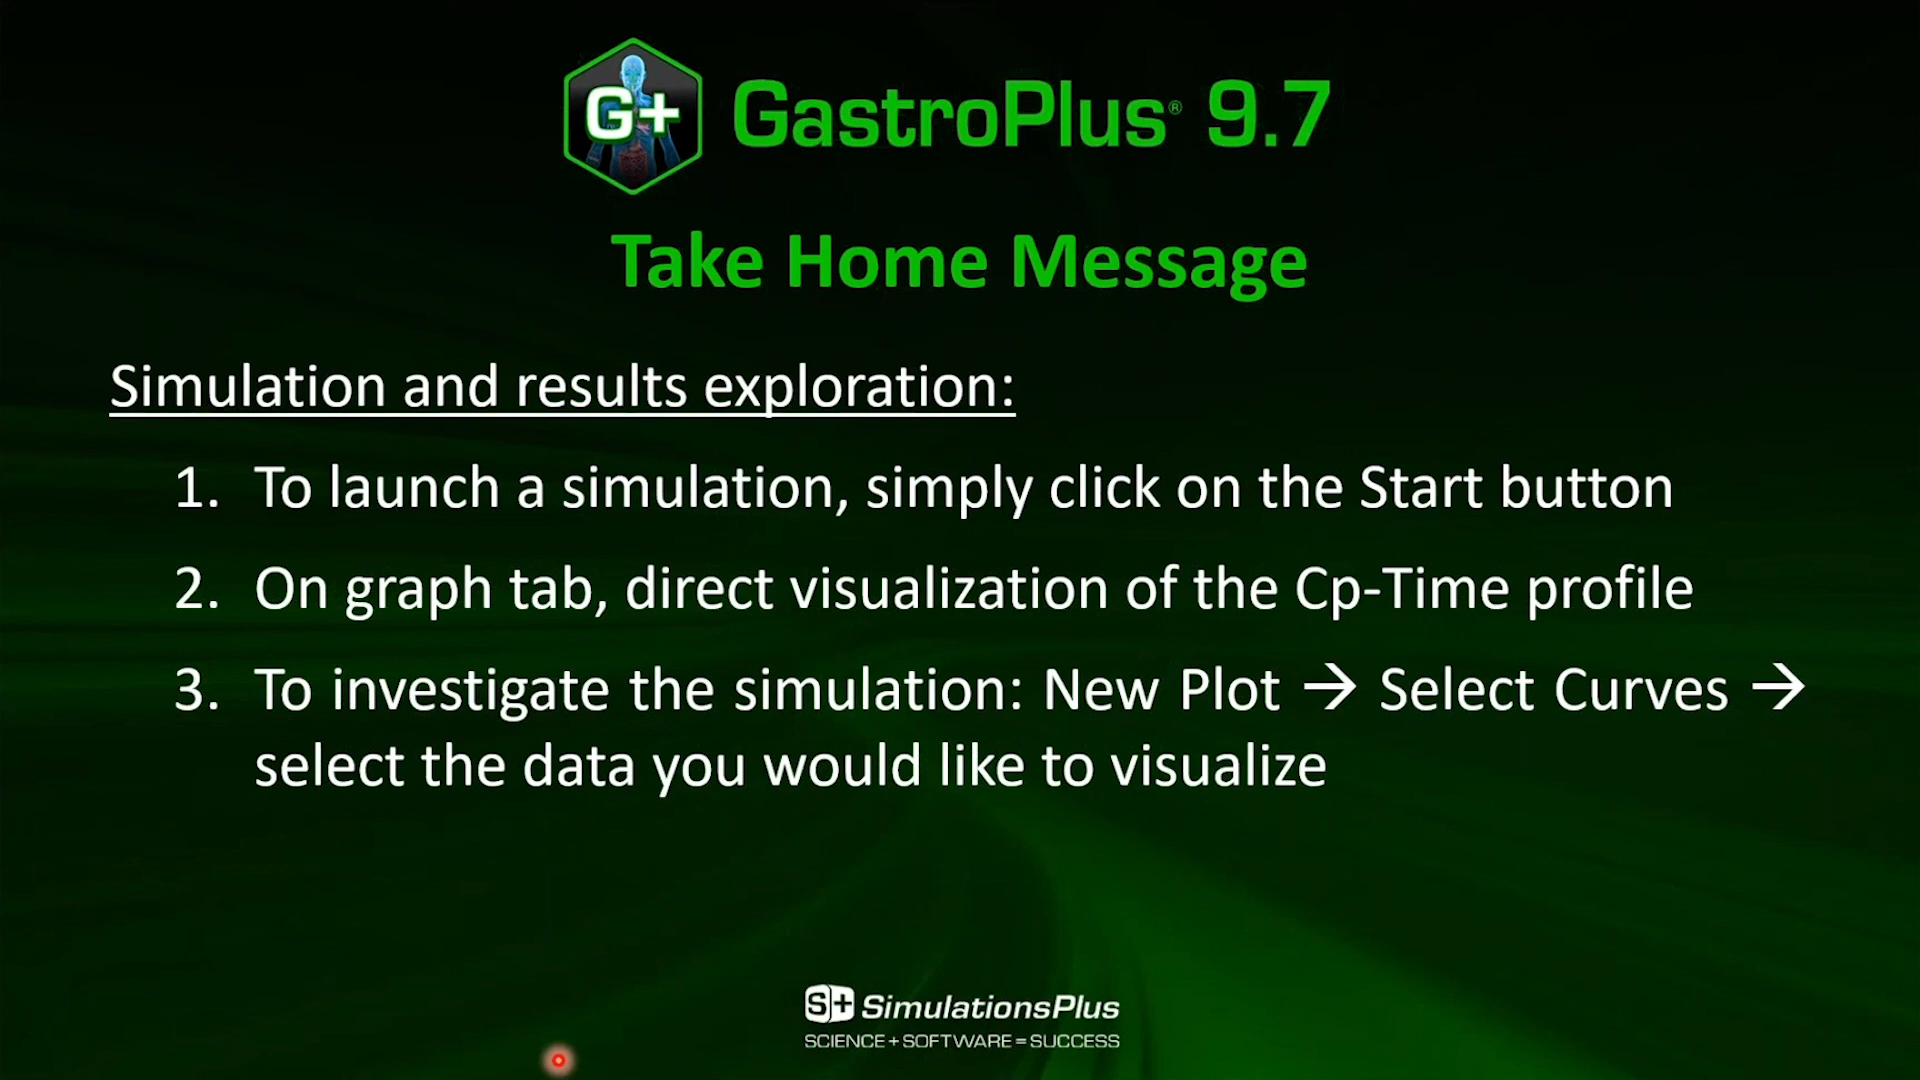 G+ GastroPlus® 9.7
Take Home Message
Simulation and results exploration:
1. To launch a simulation, simply click on the Start button
2. On graph tab, direct visualization of the Cp-Time profile
3. To investigate the simulation: New Plot → Select Curves →
select the data you would like to visualize
S+ SimulationsPlus
SCIENCE + SOFTWARE = SUCCESS